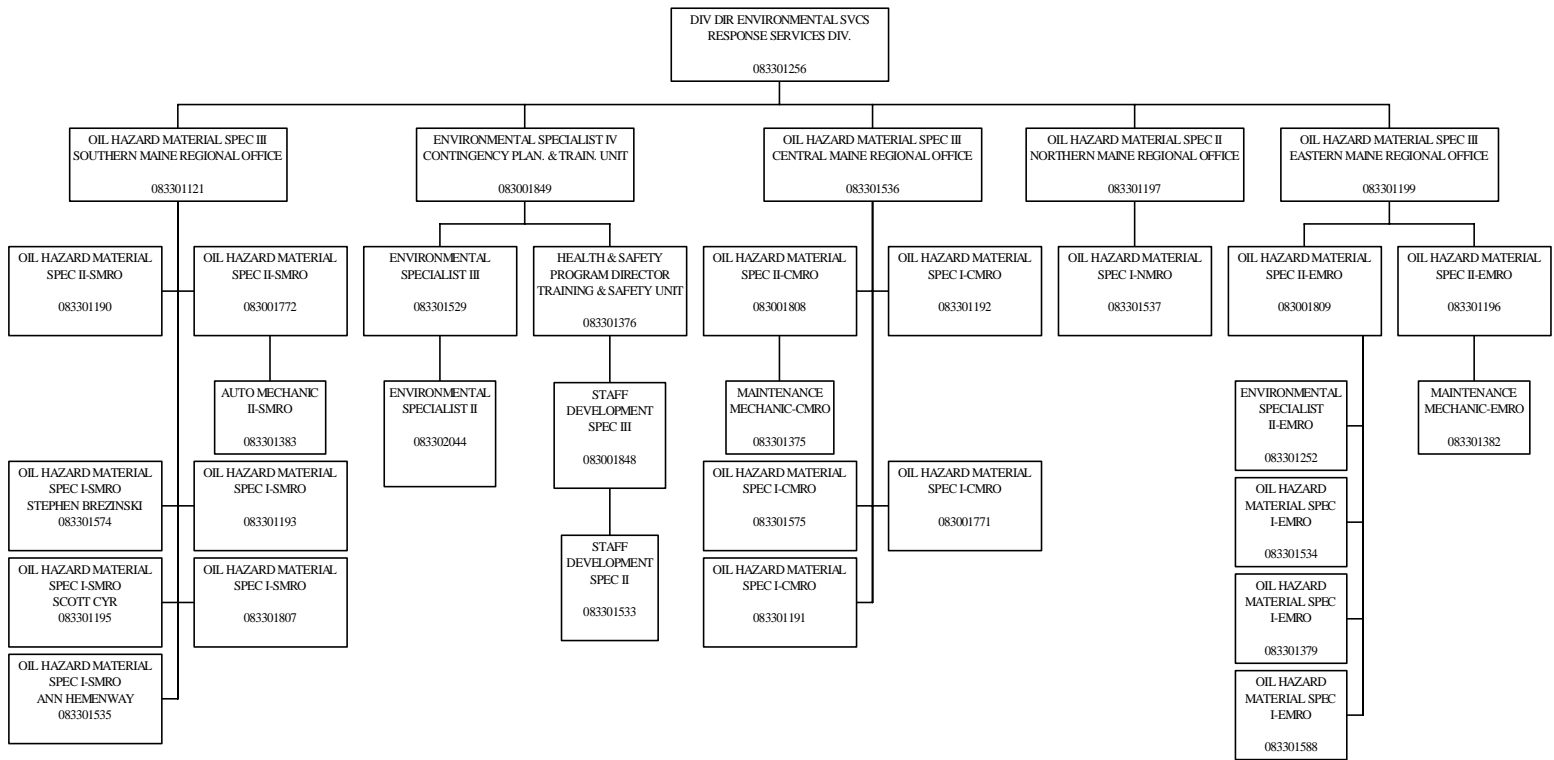 DIV DIR ENVIRONMENTAL SVCS
RESPONSE SERVICES DIV.
083301256
OIL HAZARD MATERIAL SPEC III
SOUTHERN MAINE REGIONAL OFFICE
083301121
ENVIRONMENTAL SPECIALIST IV
CONTINGENCY PLAN. & TRAIN. UNIT
083001849
OIL HAZARD MATERIAL SPEC III
CENTRAL MAINE REGIONAL OFFICE
083301536
OIL HAZARD MATERIAL SPEC II
NORTHERN MAINE REGIONAL OFFICE
083301197
OIL HAZARD MATERIAL SPEC III
EASTERN MAINE REGIONAL OFFICE
083301199
OIL HAZARD MATERIAL
SPEC II-SMRO
083301190
OIL HAZARD MATERIAL
SPEC II-SMRO
083001772
ENVIRONMENTAL
SPECIALIST III
083301529
HEALTH & SAFETY
PROGRAM DIRECTOR
TRAINING & SAFETY UNIT
083301376
OIL HAZARD MATERIAL
SPEC II-CMRO
083001808
OIL HAZARD MATERIAL
SPEC I-CMRO
083301192
OIL HAZARD MATERIAL
SPEC I-NMRO
083301537
OIL HAZARD MATERIAL
SPEC II-EMRO
083001809
OIL HAZARD MATERIAL
SPEC II-EMRO
083301196
AUTO MECHANIC
II-SMRO
083301383
ENVIRONMENTAL
SPECIALIST II
083302044
STAFF
DEVELOPMENT
SPEC III
083001848
MAINTENANCE
MECHANIC-CMRO
083301375
ENVIRONMENTAL
SPECIALIST
II-EMRO
083301252
MAINTENANCE
MECHANIC-EMRO
083301382
OIL HAZARD MATERIAL
SPEC I-SMRO
STEPHEN BREZINSKI
083301574
OIL HAZARD MATERIAL
SPEC I-SMRO
083301193
OIL HAZARD MATERIAL
SPEC I-CMRO
083301575
OIL HAZARD MATERIAL
SPEC I-CMRO
083001771
OIL HAZARD
MATERIAL SPEC
I-EMRO
083301534
STAFF
DEVELOPMENT
SPEC II
083301533
OIL HAZARD MATERIAL
SPEC I-SMRO
SCOTT CYR
083301195
OIL HAZARD MATERIAL
SPEC I-SMRO
083301807
OIL HAZARD MATERIAL
SPEC I-CMRO
083301191
OIL HAZARD
MATERIAL SPEC
I-EMRO
083301379
OIL HAZARD MATERIAL
SPEC I-SMRO
ANN HEMENWAY
083301535
OIL HAZARD
MATERIAL SPEC
I-EMRO
083301588